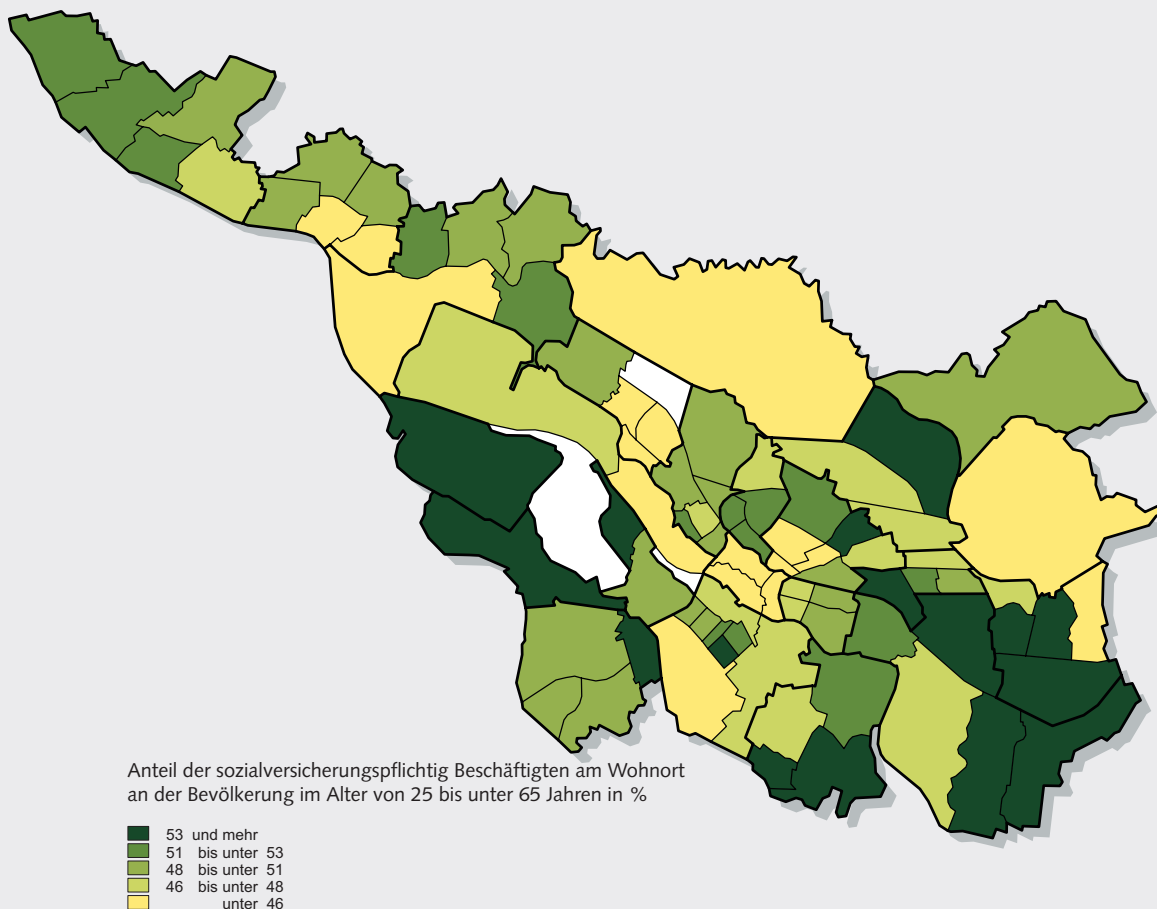 Anteil der sozialversicherungspflichtig Beschäftigten am Wohnort
an der Bevölkerung im Alter von 25 bis unter 65 Jahren in %
53 und mehr
51 bis unter 53
48 bis unter 51
46 bis unter 48
unter 46